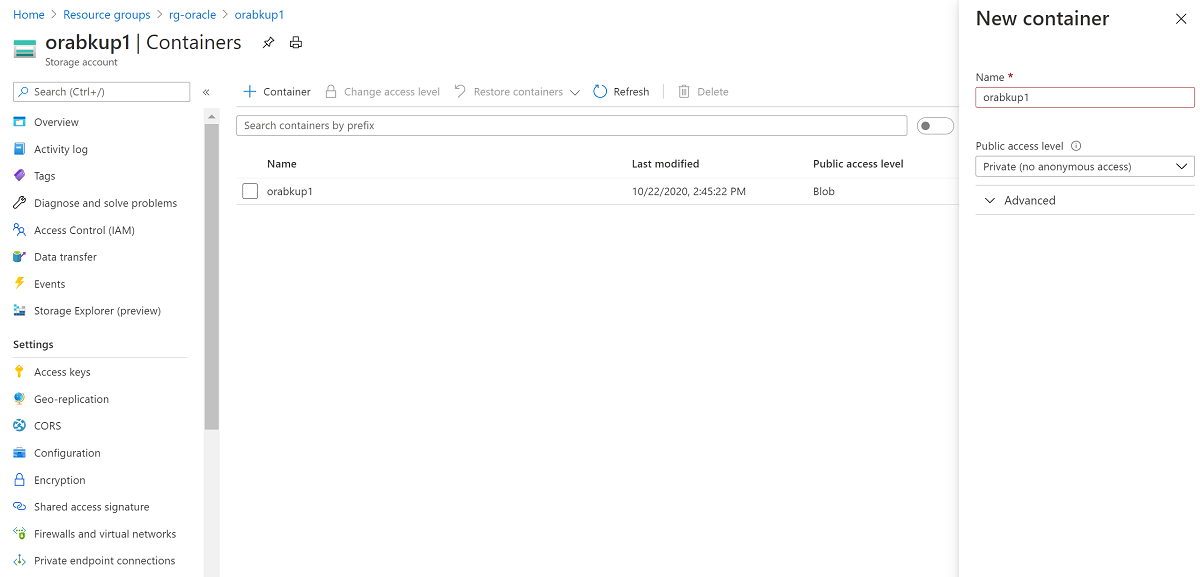 Home > Resource groups > rg-oracle > orabkup1
orabkup1 | Containers
Storage account
Search (Ctrl+/)
«
Overview
Activity log
Tags
Diagnose and solve problems
Access Control (IAM)
Data transfer
Events
Storage Explorer (preview)
Settings
Access keys
Geo-replication
CORS
Configuration
Encryption
Shared access signature
Firewalls and virtual networks
Private endpoint connections
+ Container Change access level Restore containers Refresh Delete
Search containers by prefix
Name Last modified Public access level
orabkup1 10/22/2020, 2:45:22 PM Blob
New container
Name *
orabkup1
Public access level
Private (no anonymous access)
Advanced